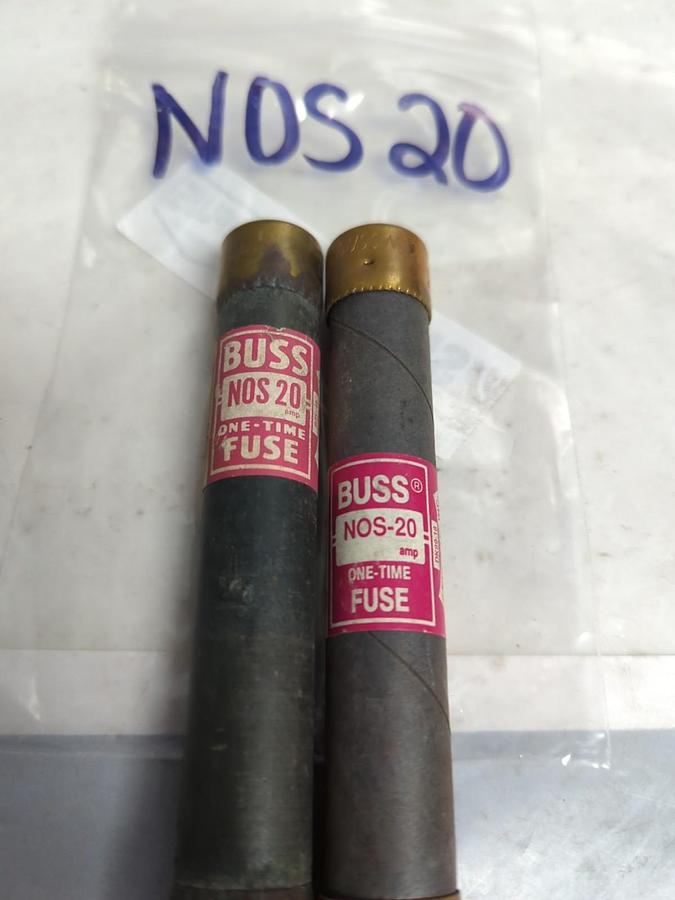 NOS 20
BUSS
NOS 20
amp
ONE-TIME
FUSE
BUSS®
NOS-20
amp
ONE-TIME
FUSE